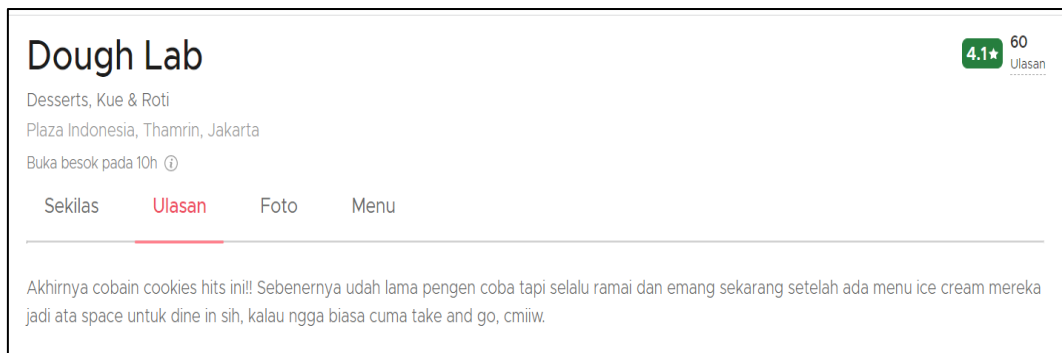 Dough Lab
4.1★
60
Ulasan
Desserts, Kue & Roti
Plaza Indonesia, Thamrin, Jakarta
Buka besok pada 10h ⓘ
Sekilas Ulasan Foto Menu
Akhirnya cobain cookies hits ini!! Sebenernya udah lama pengen coba tapi selalu ramai dan emang sekarang setelah ada menu ice cream mereka
jadi ata space untuk dine in sih, kalau ngga biasa cuma take and go, cmiiw.